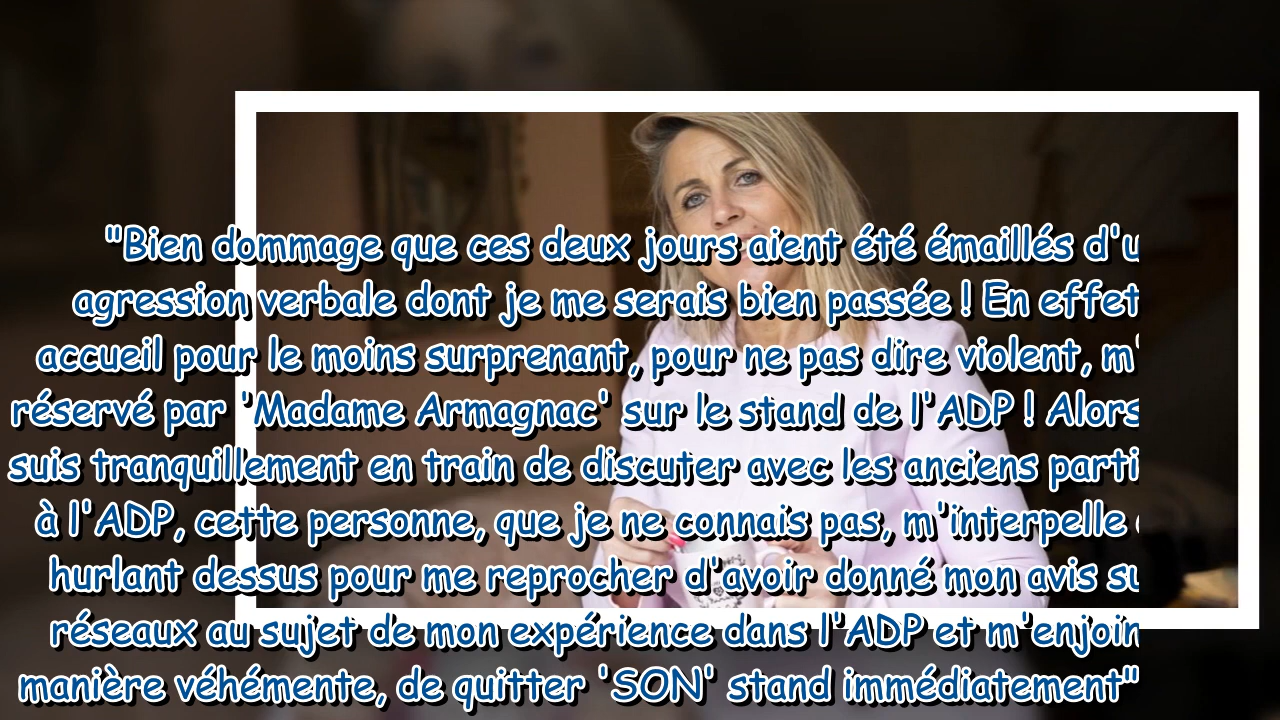 "Bien dommage que ces deux jours aient été émaillés d'u
agression verbale dont je me serais bien passée ! En effet
accueil pour le moins surprenant, pour ne pas dire violent, m'
réservé par 'Madame Armagnac' sur le stand de l'ADP ! Alors
suis tranquillement en train de discuter avec les anciens parti
à l'ADP, cette personne, que je ne connais pas, m'interpelle
hurlant dessus pour me reprocher d'avoir donné mon avis su
réseaux au sujet de mon expérience dans l'ADP et m'enjoin
manière véhémente, de quitter 'SON' stand immédiatement"